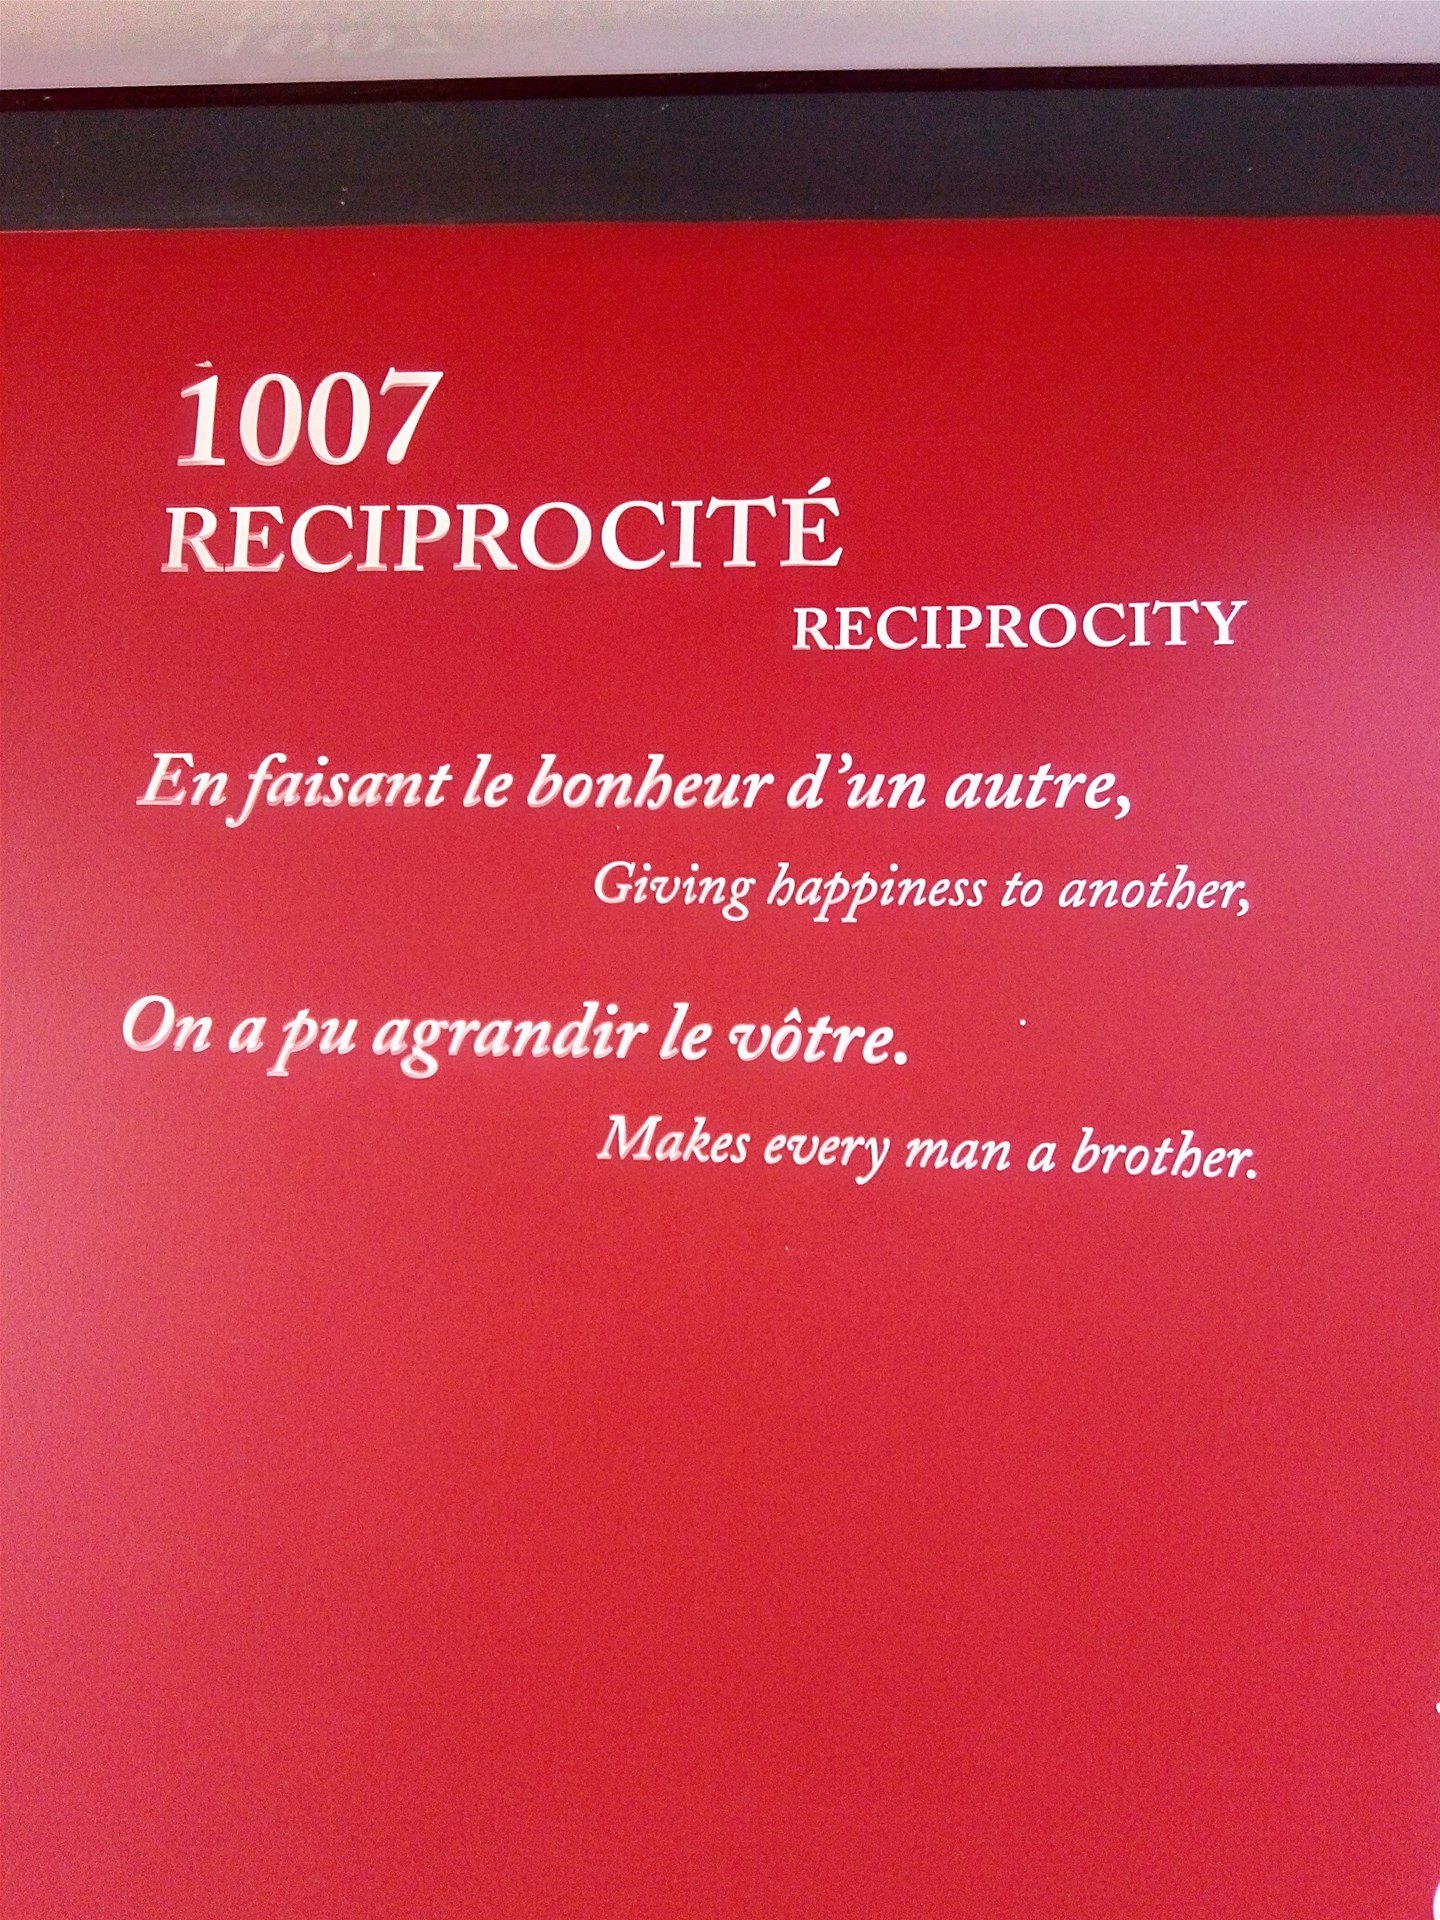 1007
RECIPROCITÉ
RECIPROCITY
En faisant le bonheur d’un autre,
Giving happiness to another,
On a pu agrandir le vôtre.
Makes every man a brother.